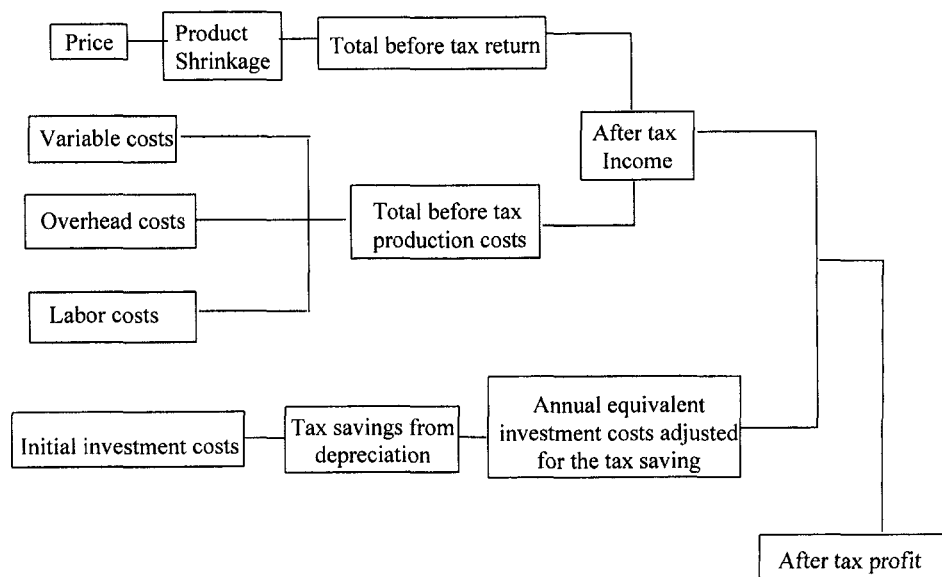 Price
Product
Shrinkage
Total before tax return
Variable costs
After tax
Income
Overhead costs
Total before tax
production costs
Labor costs
Initial investment costs
Tax savings from
depreciation
Annual equivalent
investment costs adjusted
for the tax saving
After tax profit